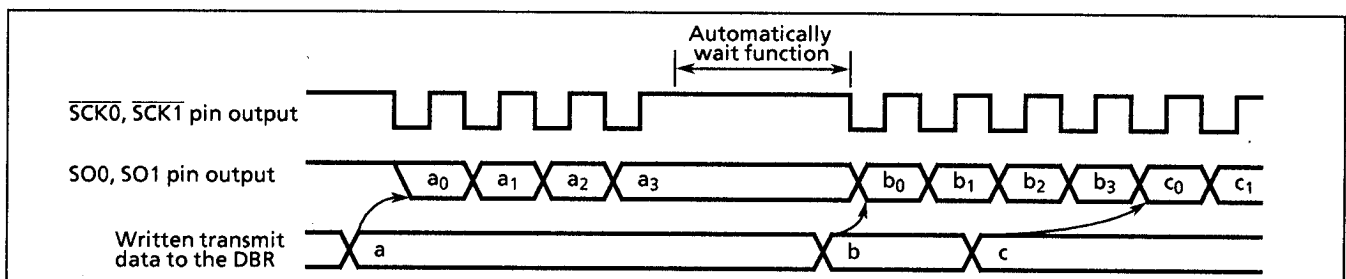 Automatically
wait function
SCK0, SCK1 pin output
SO0, SO1 pin output
a0 a1 a2 a3 b0 b1 b2 b3 c0 c1
Written transmit
data to the DBR
a b c